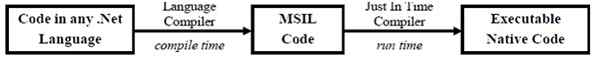 Code in any .Net
Language
Language
Compiler
compile time
MSIL
Code
Just In Time
Compiler
run time
Executable
Native Code